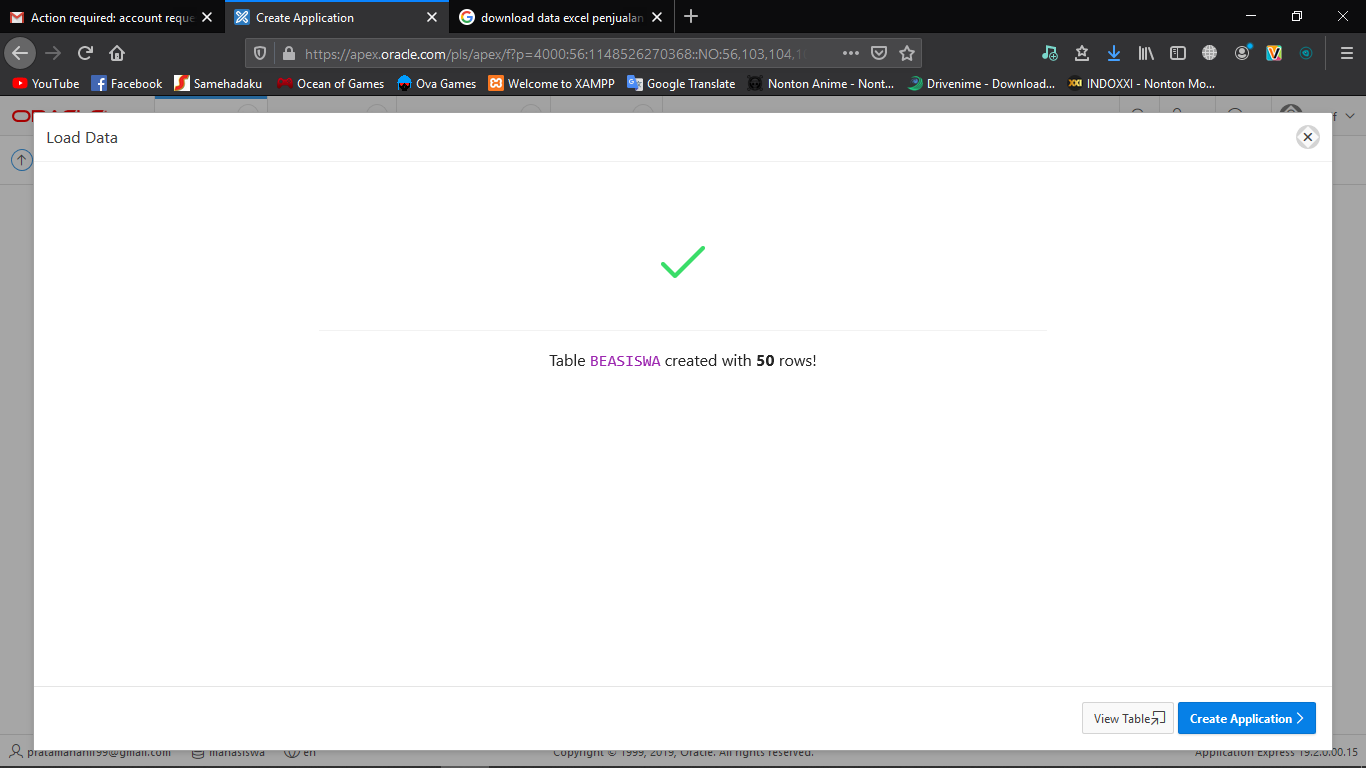 Action required: account reque
Create Application
download data excel penjualan
https://apex.oracle.com/pls/apex/f?p=4000:56:1148526270368::NO:56,103,104,1
YouTube Facebook Samehadaku Ocean of Games Ova Games Welcome to XAMPP Google Translate Nonton Anime - Nont... Drivenime - Download... INDOXXI - Nonton Mo...
Load Data
Table BEASISWA created with 50 rows!
View Table
Create Application
pratamahanif99@gmail.com mahasiswa en
Copyright © 1999, 2019, Oracle. All rights reserved.
Application Express 19.2.0.00.15